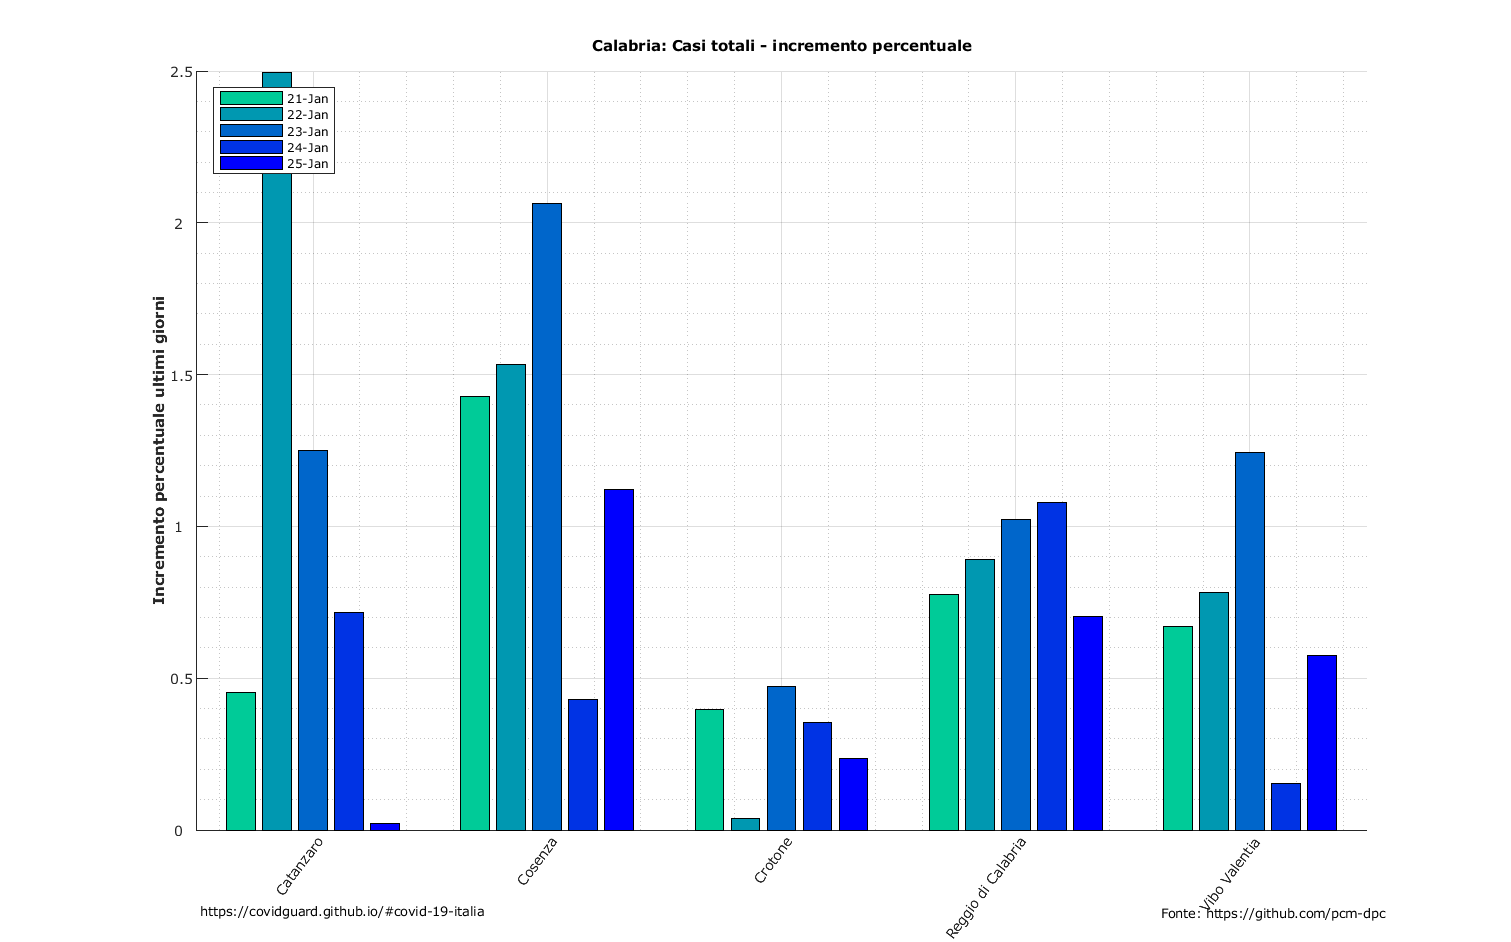 Calabria: Casi totali - incremento percentuale
2.5
21-Jan
22-Jan
23-Jan
24-Jan
25-Jan
2
1.5
1
0.5
0
Incremento percentuale ultimi giorni
Catanzaro
Cosenza
Crotone
Reggio di Calabria
Vibo Valentia
https://covidguard.github.io/#covid-19-italia
Fonte: https://github.com/pcm-dpc